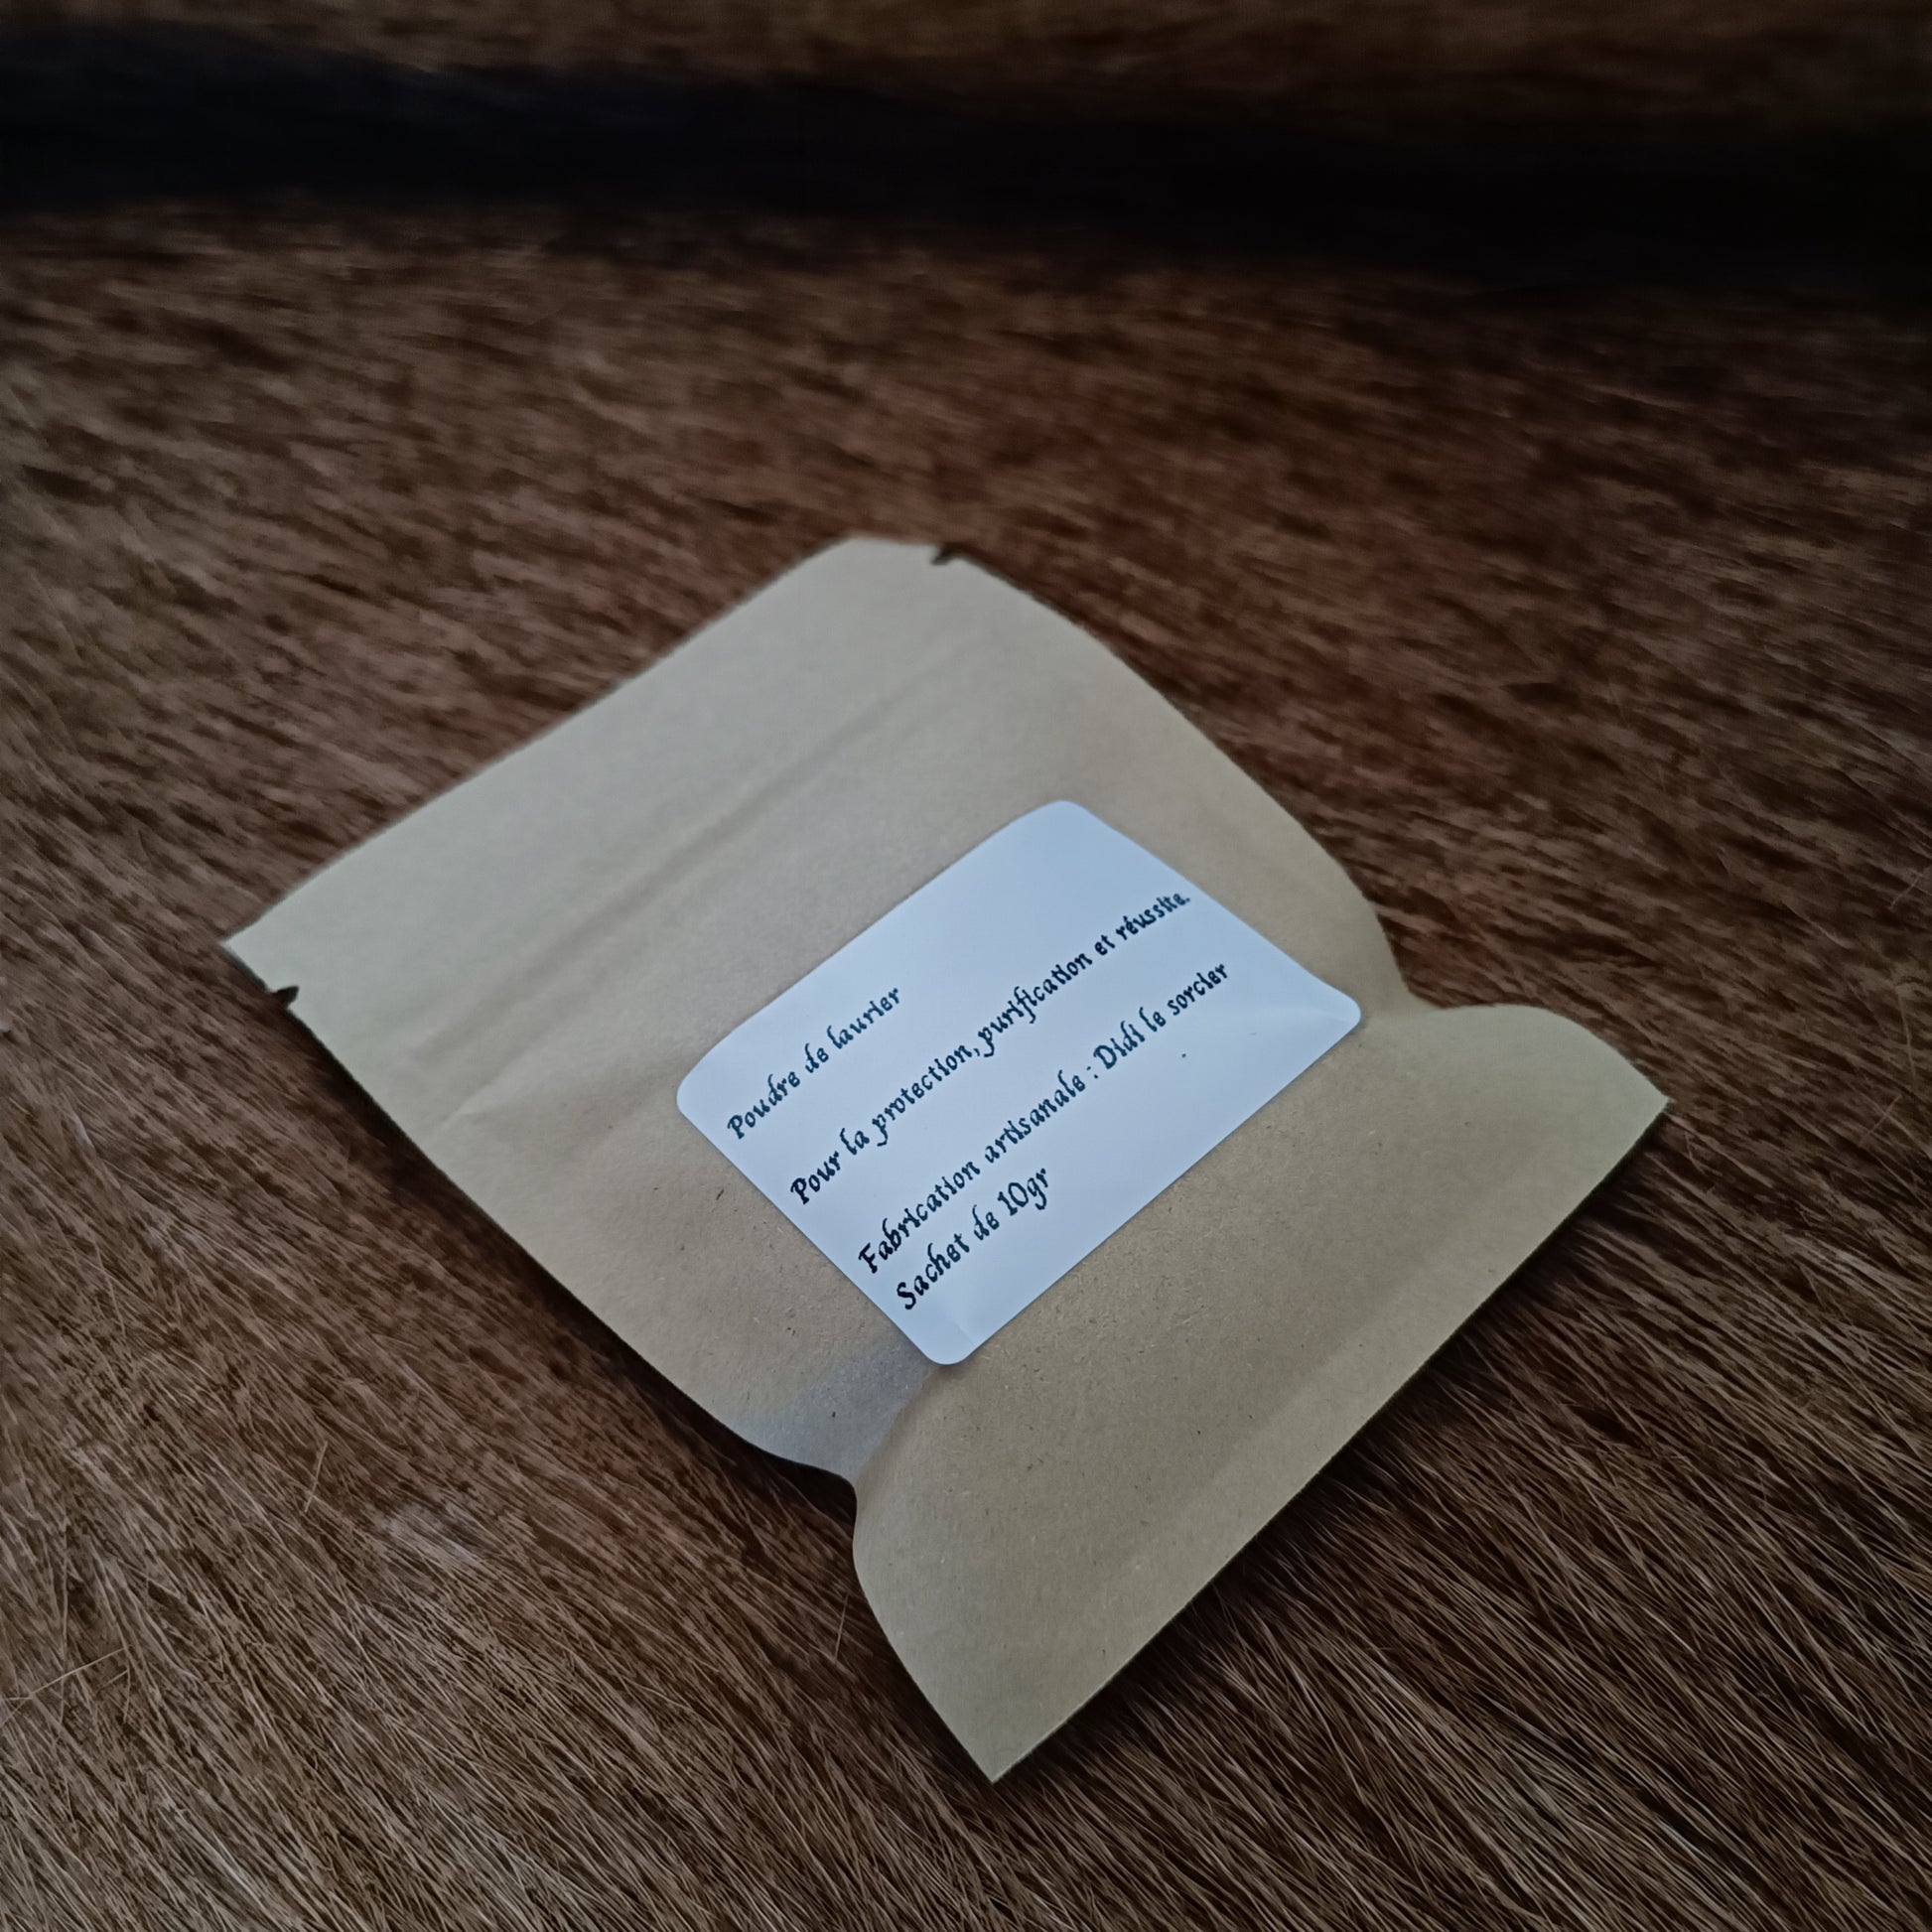 Poudre de laurier
Pour la protection, purification et réussite.
Fabrication artisanale : Didi le sorcier
Sachet de 10gr